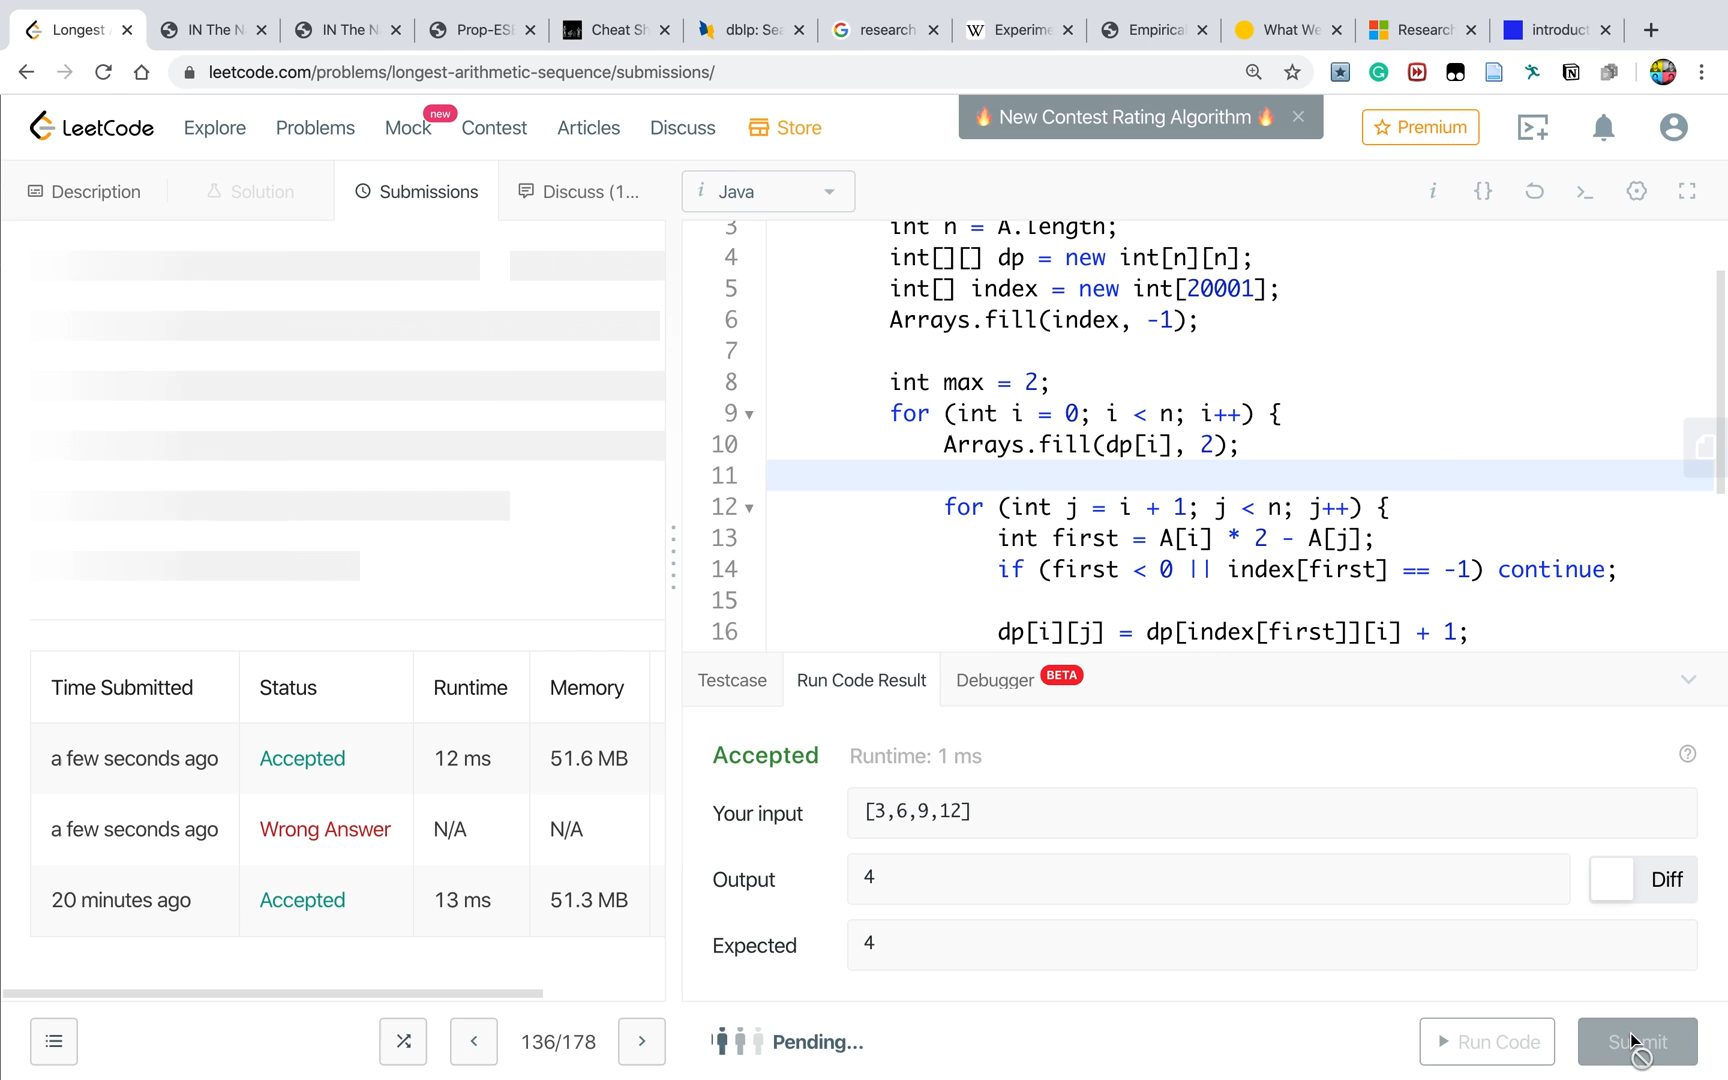 Longest
IN The N
IN The N
Prop-ESI
Cheat Sh
dblp: Sea
research
Experime
Empirical
What We
Research
introduct
leetcode.com/problems/longest-arithmetic-sequence/submissions/
LeetCode
Explore
Problems
Mock
new
Contest
Articles
Discuss
Store
🔥 New Contest Rating Algorithm 🔥
Premium
Description
Solution
Submissions
Discuss (1...
Java
3 int n = A.length;
4 int[][] dp = new int[n][n];
5 int[] index = new int[20001];
6 Arrays.fill(index, -1);
7
8 int max = 2;
9 for (int i = 0; i < n; i++) {
10 Arrays.fill(dp[i], 2);
11
12 for (int j = i + 1; j < n; j++) {
13 int first = A[i] * 2 - A[j];
14 if (first < 0 || index[first] == -1) continue;
15
16 dp[i][j] = dp[index[first]][i] + 1;
Time Submitted Status Runtime Memory
a few seconds ago Accepted 12 ms 51.6 MB
a few seconds ago Wrong Answer N/A N/A
20 minutes ago Accepted 13 ms 51.3 MB
Testcase Run Code Result Debugger BETA
Accepted Runtime: 1 ms
Your input [3,6,9,12]
Output 4 Diff
Expected 4
136/178
Pending...
Run Code
Submit